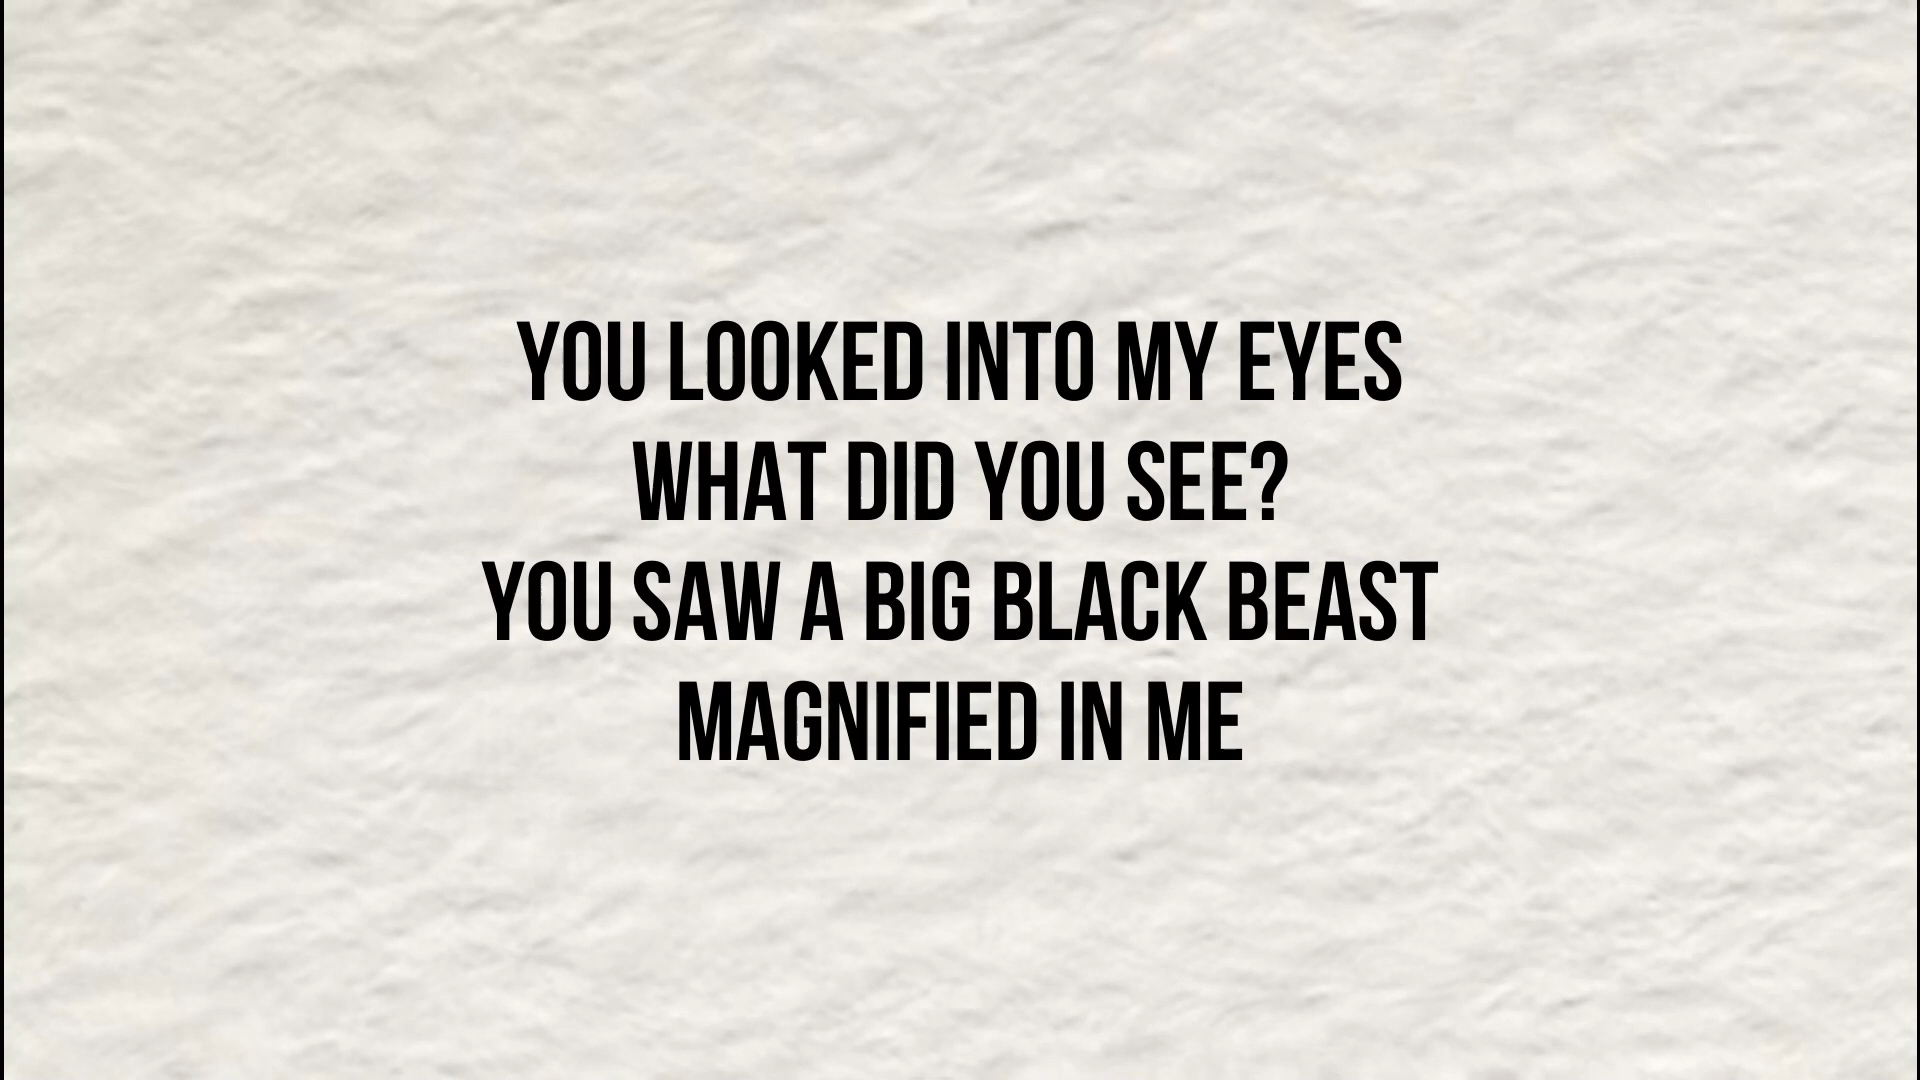 YOU LOOKED INTO MY EYES
WHAT DID YOU SEE?
YOU SAW A BIG BLACK BEAST
MAGNIFIED IN ME